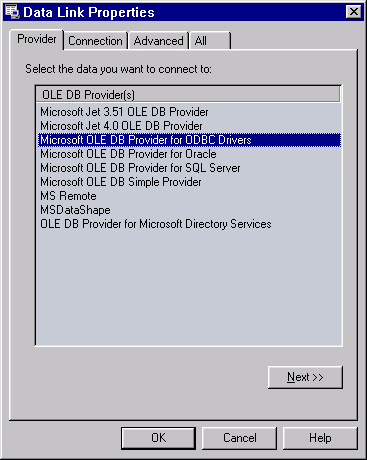 Data Link Properties
Provider Connection Advanced All
Select the data you want to connect to:
OLE DB Provider(s)
Microsoft Jet 3.51 OLE DB Provider
Microsoft Jet 4.0 OLE DB Provider
Microsoft OLE DB Provider for ODBC Drivers
Microsoft OLE DB Provider for Oracle
Microsoft OLE DB Provider for SQL Server
Microsoft OLE DB Simple Provider
MS Remote
MSDataShape
OLE DB Provider for Microsoft Directory Services
Next >>
OK Cancel Help